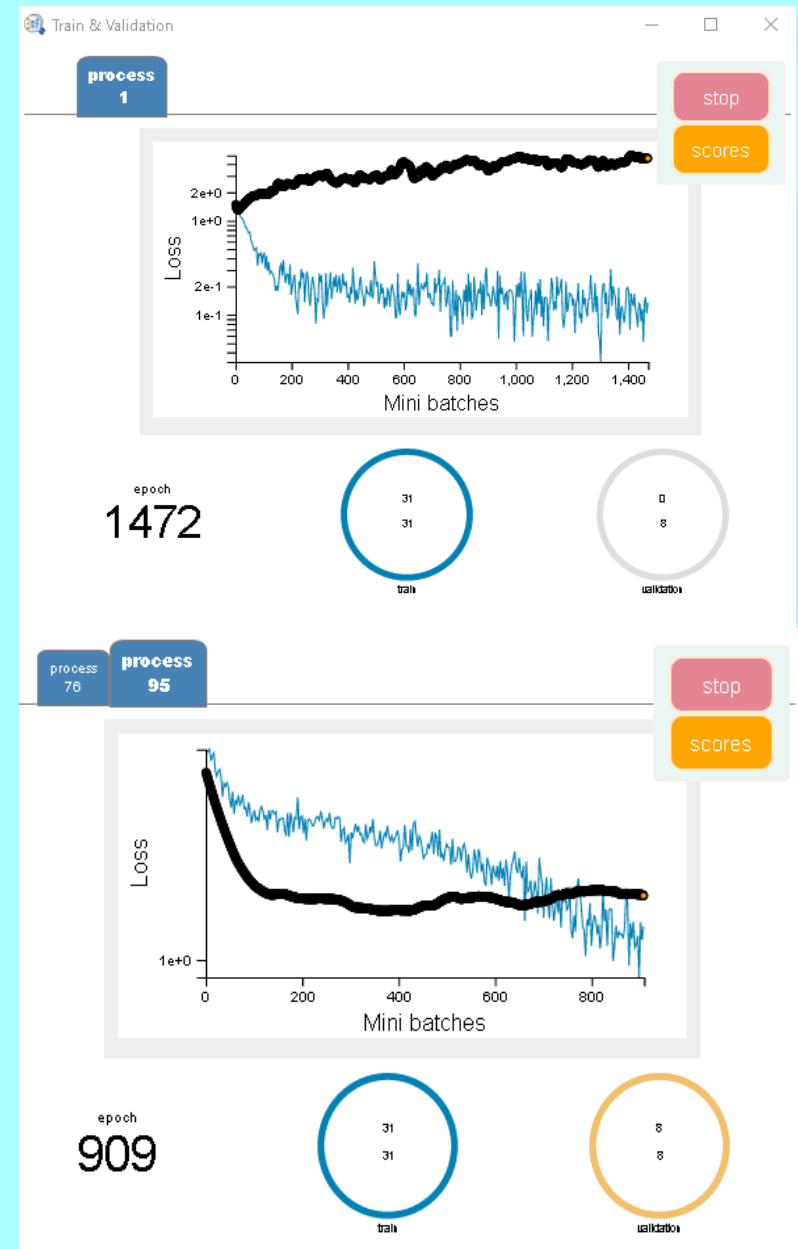 Train & Validation
process
1
stop
scores
2e+0
1e+0
2e-1
1e-1
Loss
0 200 400 600 800 1,000 1,200 1,400
Mini batches
epoch
1472
31
31
train
0
8
validation
process
76
process
95
stop
scores
Loss
1e+0
0 200 400 600 800
Mini batches
epoch
909
31
31
train
8
8
validation